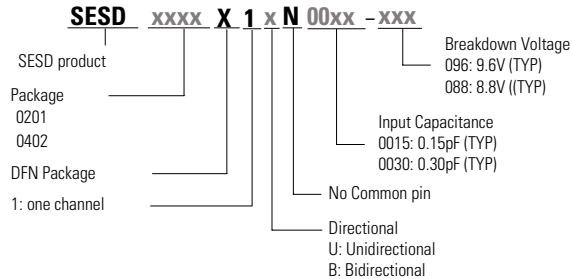 SESD xxxx X 1 x N 00xx - xxx
SESD product
Package
0201
0402
DFN Package
1: one channel
Breakdown Voltage
096: 9.6V (TYP)
088: 8.8V ((TYP)
Input Capacitance
0015: 0.15pF (TYP)
0030: 0.30pF (TYP)
No Common pin
Directional
U: Unidirectional
B: Bidirectional